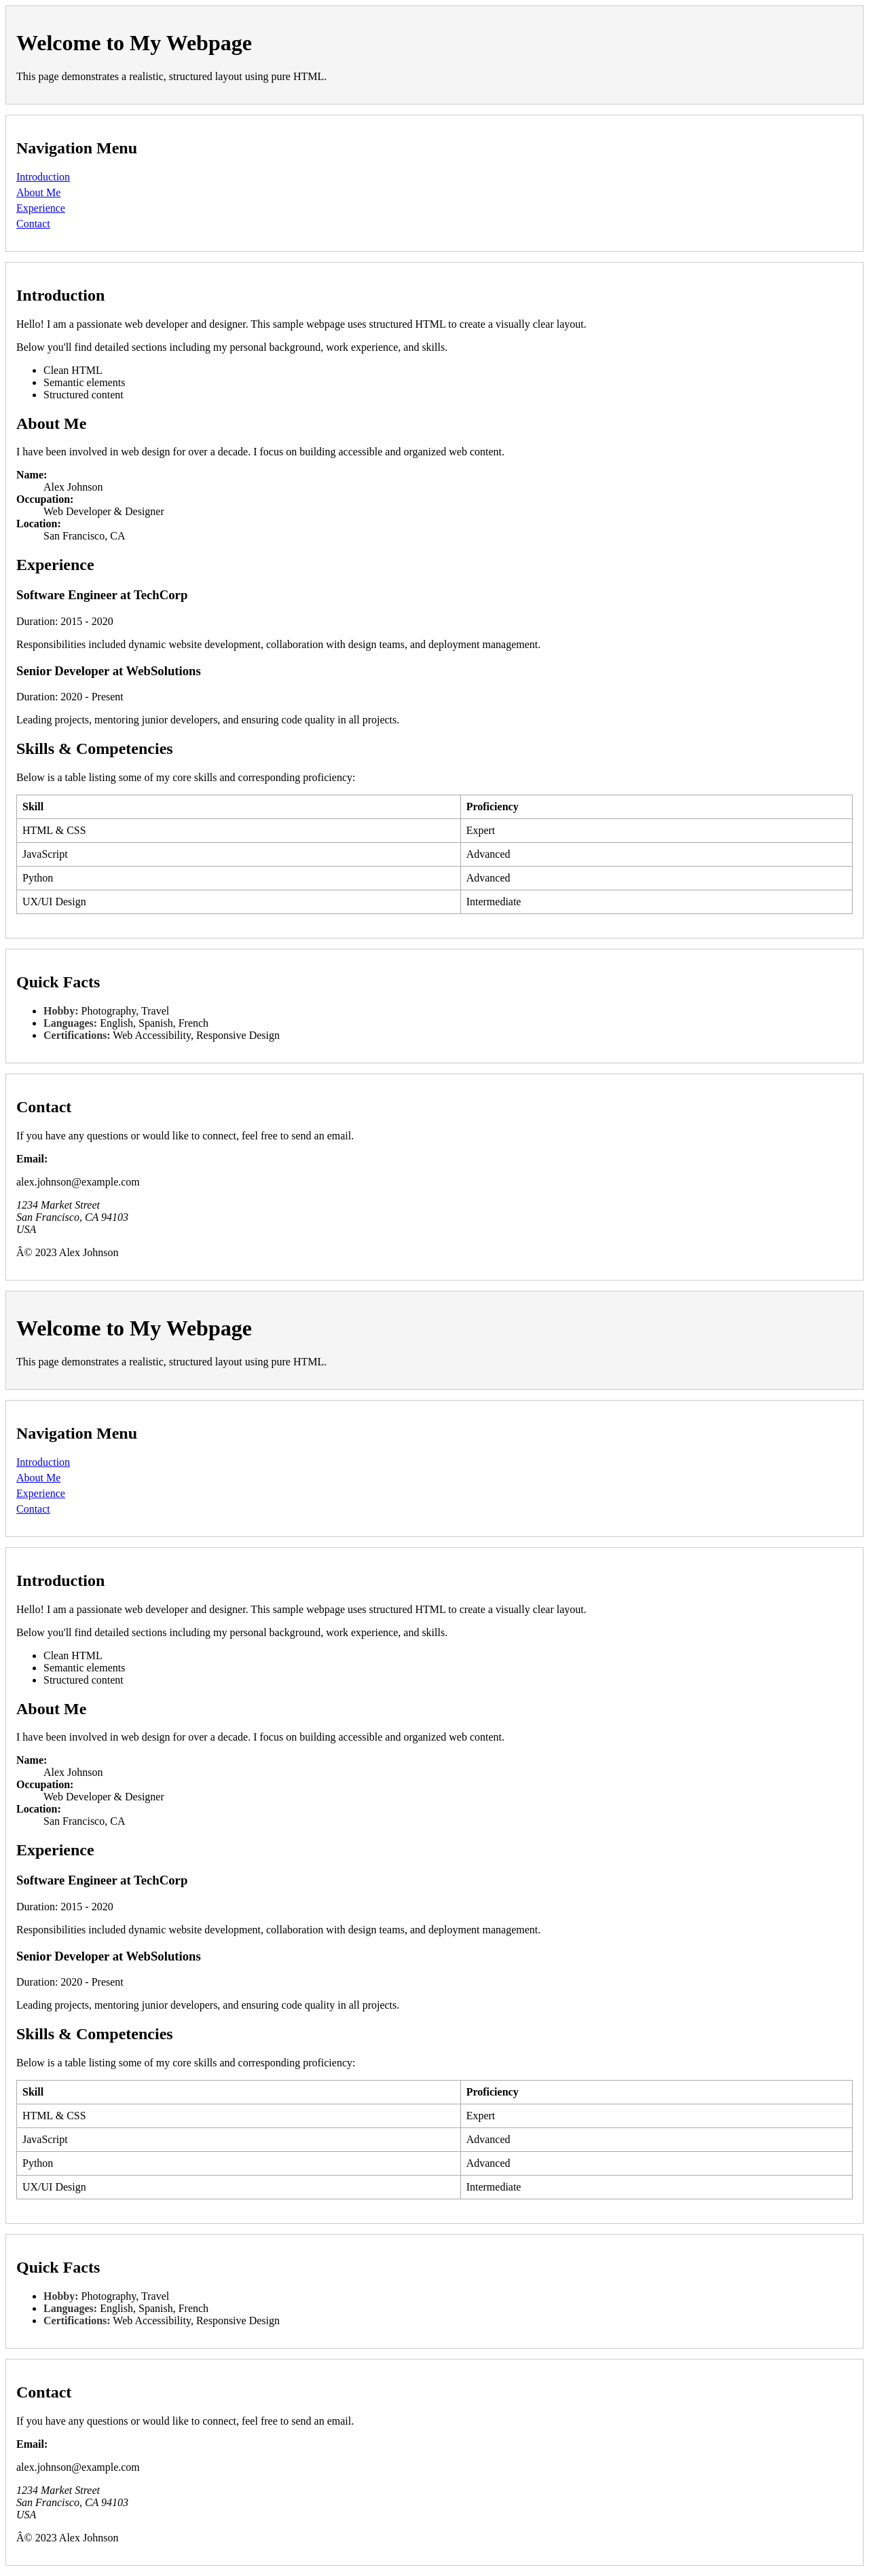 Welcome to My Webpage
This page demonstrates a realistic, structured layout using pure HTML.
Navigation Menu
Introduction
About Me
Experience
Contact
Introduction
Hello! I am a passionate web developer and designer. This sample webpage uses structured HTML to create a visually clear layout.
Below you'll find detailed sections including my personal background, work experience, and skills.
Clean HTML
Semantic elements
Structured content
About Me
I have been involved in web design for over a decade. I focus on building accessible and organized web content.
Name:
Alex Johnson
Occupation:
Web Developer & Designer
Location:
San Francisco, CA
Experience
Software Engineer at TechCorp
Duration: 2015 - 2020
Responsibilities included dynamic website development, collaboration with design teams, and deployment management.
Senior Developer at WebSolutions
Duration: 2020 - Present
Leading projects, mentoring junior developers, and ensuring code quality in all projects.
Skills & Competencies
Below is a table listing some of my core skills and corresponding proficiency:
Skill Proficiency
HTML & CSS Expert
JavaScript Advanced
Python Advanced
UX/UI Design Intermediate
Quick Facts
Hobby: Photography, Travel
Languages: English, Spanish, French
Certifications: Web Accessibility, Responsive Design
Contact
If you have any questions or would like to connect, feel free to send an email.
Email:
alex.johnson@example.com
1234 Market Street
San Francisco, CA 94103
USA
Â© 2023 Alex Johnson
Welcome to My Webpage
This page demonstrates a realistic, structured layout using pure HTML.
Navigation Menu
Introduction
About Me
Experience
Contact
Introduction
Hello! I am a passionate web developer and designer. This sample webpage uses structured HTML to create a visually clear layout.
Below you'll find detailed sections including my personal background, work experience, and skills.
Clean HTML
Semantic elements
Structured content
About Me
I have been involved in web design for over a decade. I focus on building accessible and organized web content.
Name:
Alex Johnson
Occupation:
Web Developer & Designer
Location:
San Francisco, CA
Experience
Software Engineer at TechCorp
Duration: 2015 - 2020
Responsibilities included dynamic website development, collaboration with design teams, and deployment management.
Senior Developer at WebSolutions
Duration: 2020 - Present
Leading projects, mentoring junior developers, and ensuring code quality in all projects.
Skills & Competencies
Below is a table listing some of my core skills and corresponding proficiency:
Skill Proficiency
HTML & CSS Expert
JavaScript Advanced
Python Advanced
UX/UI Design Intermediate
Quick Facts
Hobby: Photography, Travel
Languages: English, Spanish, French
Certifications: Web Accessibility, Responsive Design
Contact
If you have any questions or would like to connect, feel free to send an email.
Email:
alex.johnson@example.com
1234 Market Street
San Francisco, CA 94103
USA
Â© 2023 Alex Johnson